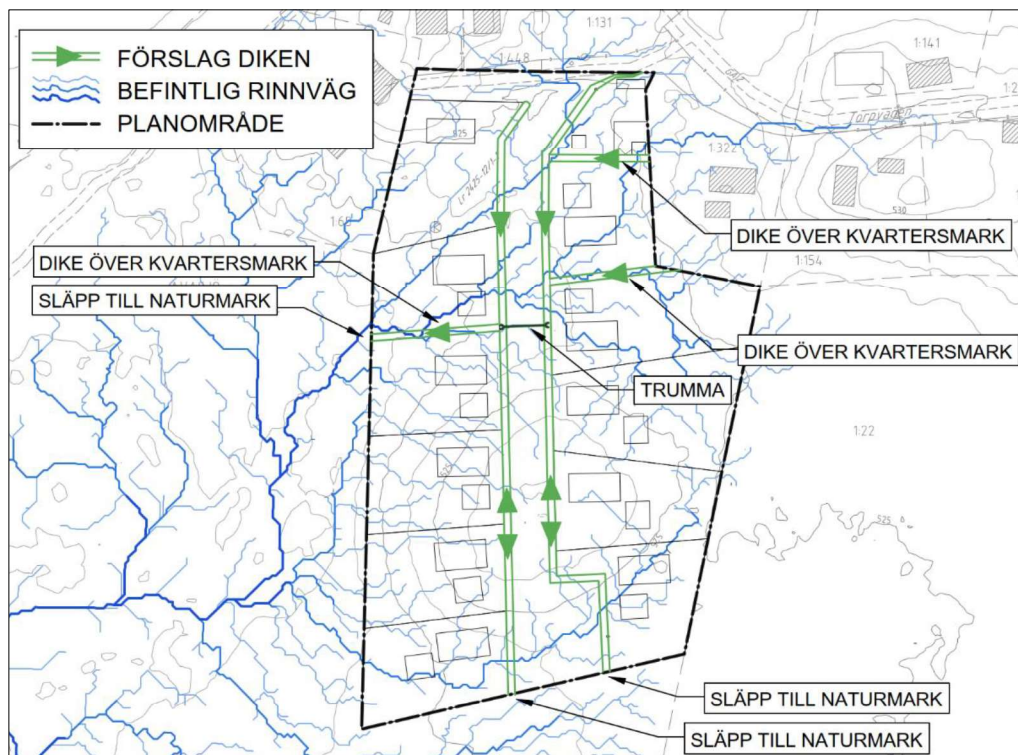 FÖRSLAG DIKEN
BEFINTLIG RINNVÄG
PLANOMRÅDE
1:131
1:448
1:141
Torpvägen
1:322
525
530
1:154
DIKE ÖVER KVARTERSMARK
DIKE ÖVER KVARTERSMARK
SLÄPP TILL NATURMARK
DIKE ÖVER KVARTERSMARK
TRUMMA
1:22
525
SLÄPP TILL NATURMARK
SLÄPP TILL NATURMARK